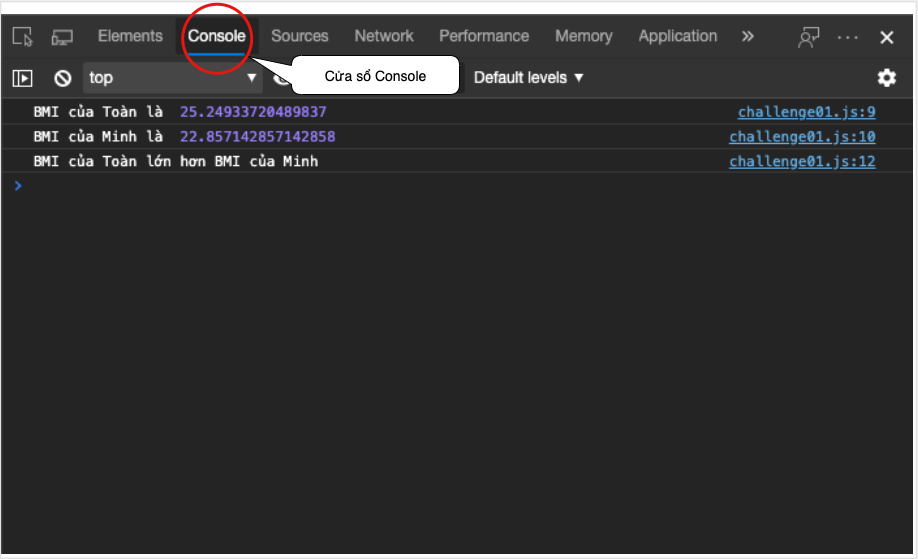 Elements Console Sources Network Performance Memory Application
top Cửa sổ Console Default levels
BMI của Toàn là 25.24933720489837 challenge01.js:9
BMI của Minh là 22.857142857142858 challenge01.js:10
BMI của Toàn lớn hơn BMI của Minh challenge01.js:12